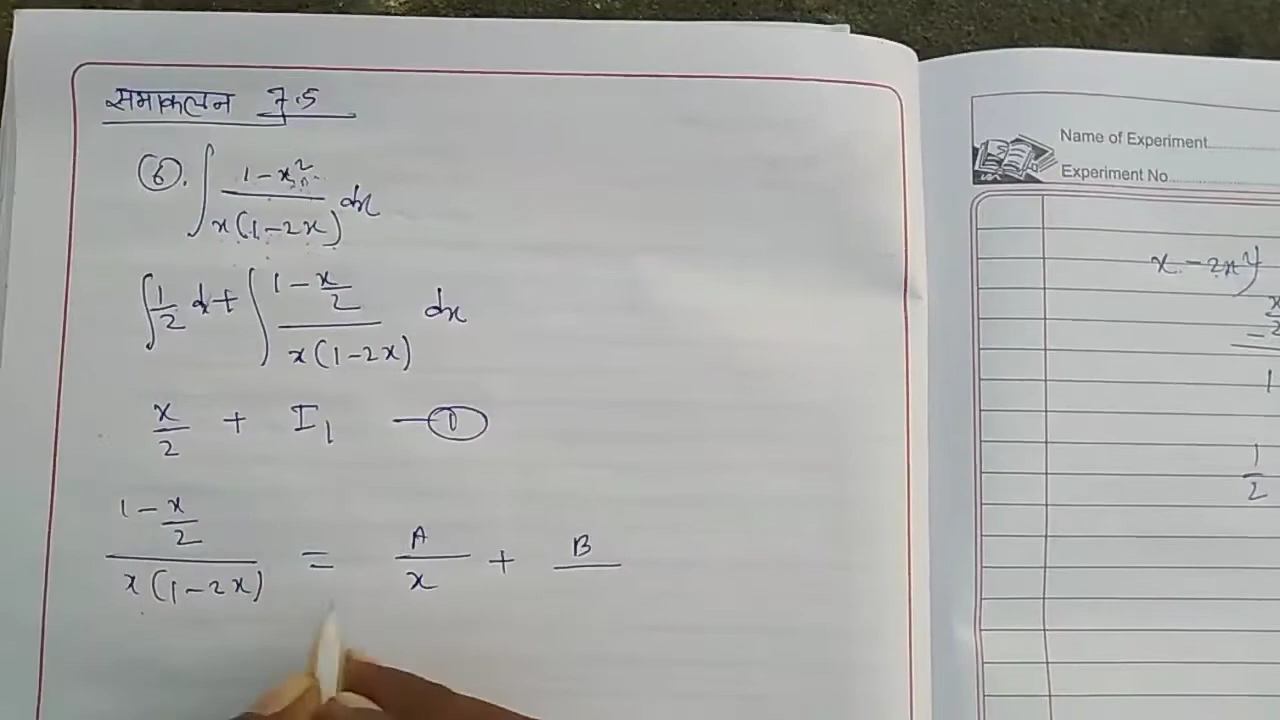 समाकलन 7.5
6. ∫ (1-x²)/(x(1-2x)) dx
∫ 1/2 d + ∫ (1 - x/2)/(x(1-2x)) dx
x/2 + I₁ — ①
(1 - x/2)/(x(1-2x)) = A/x + B/
Name of Experiment
Experiment No
x - 2x²
1
1/2